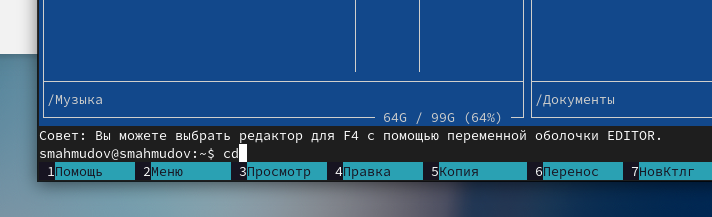 /Музыка /Документы
64G / 99G (64%)
Совет: Вы можете выбрать редактор для F4 с помощью переменной оболочки EDITOR.
smahmudov@smahmudov:~$ cd
1Помощь 2Меню 3Просмотр 4Правка 5Копия 6Перенос 7НовКтлг